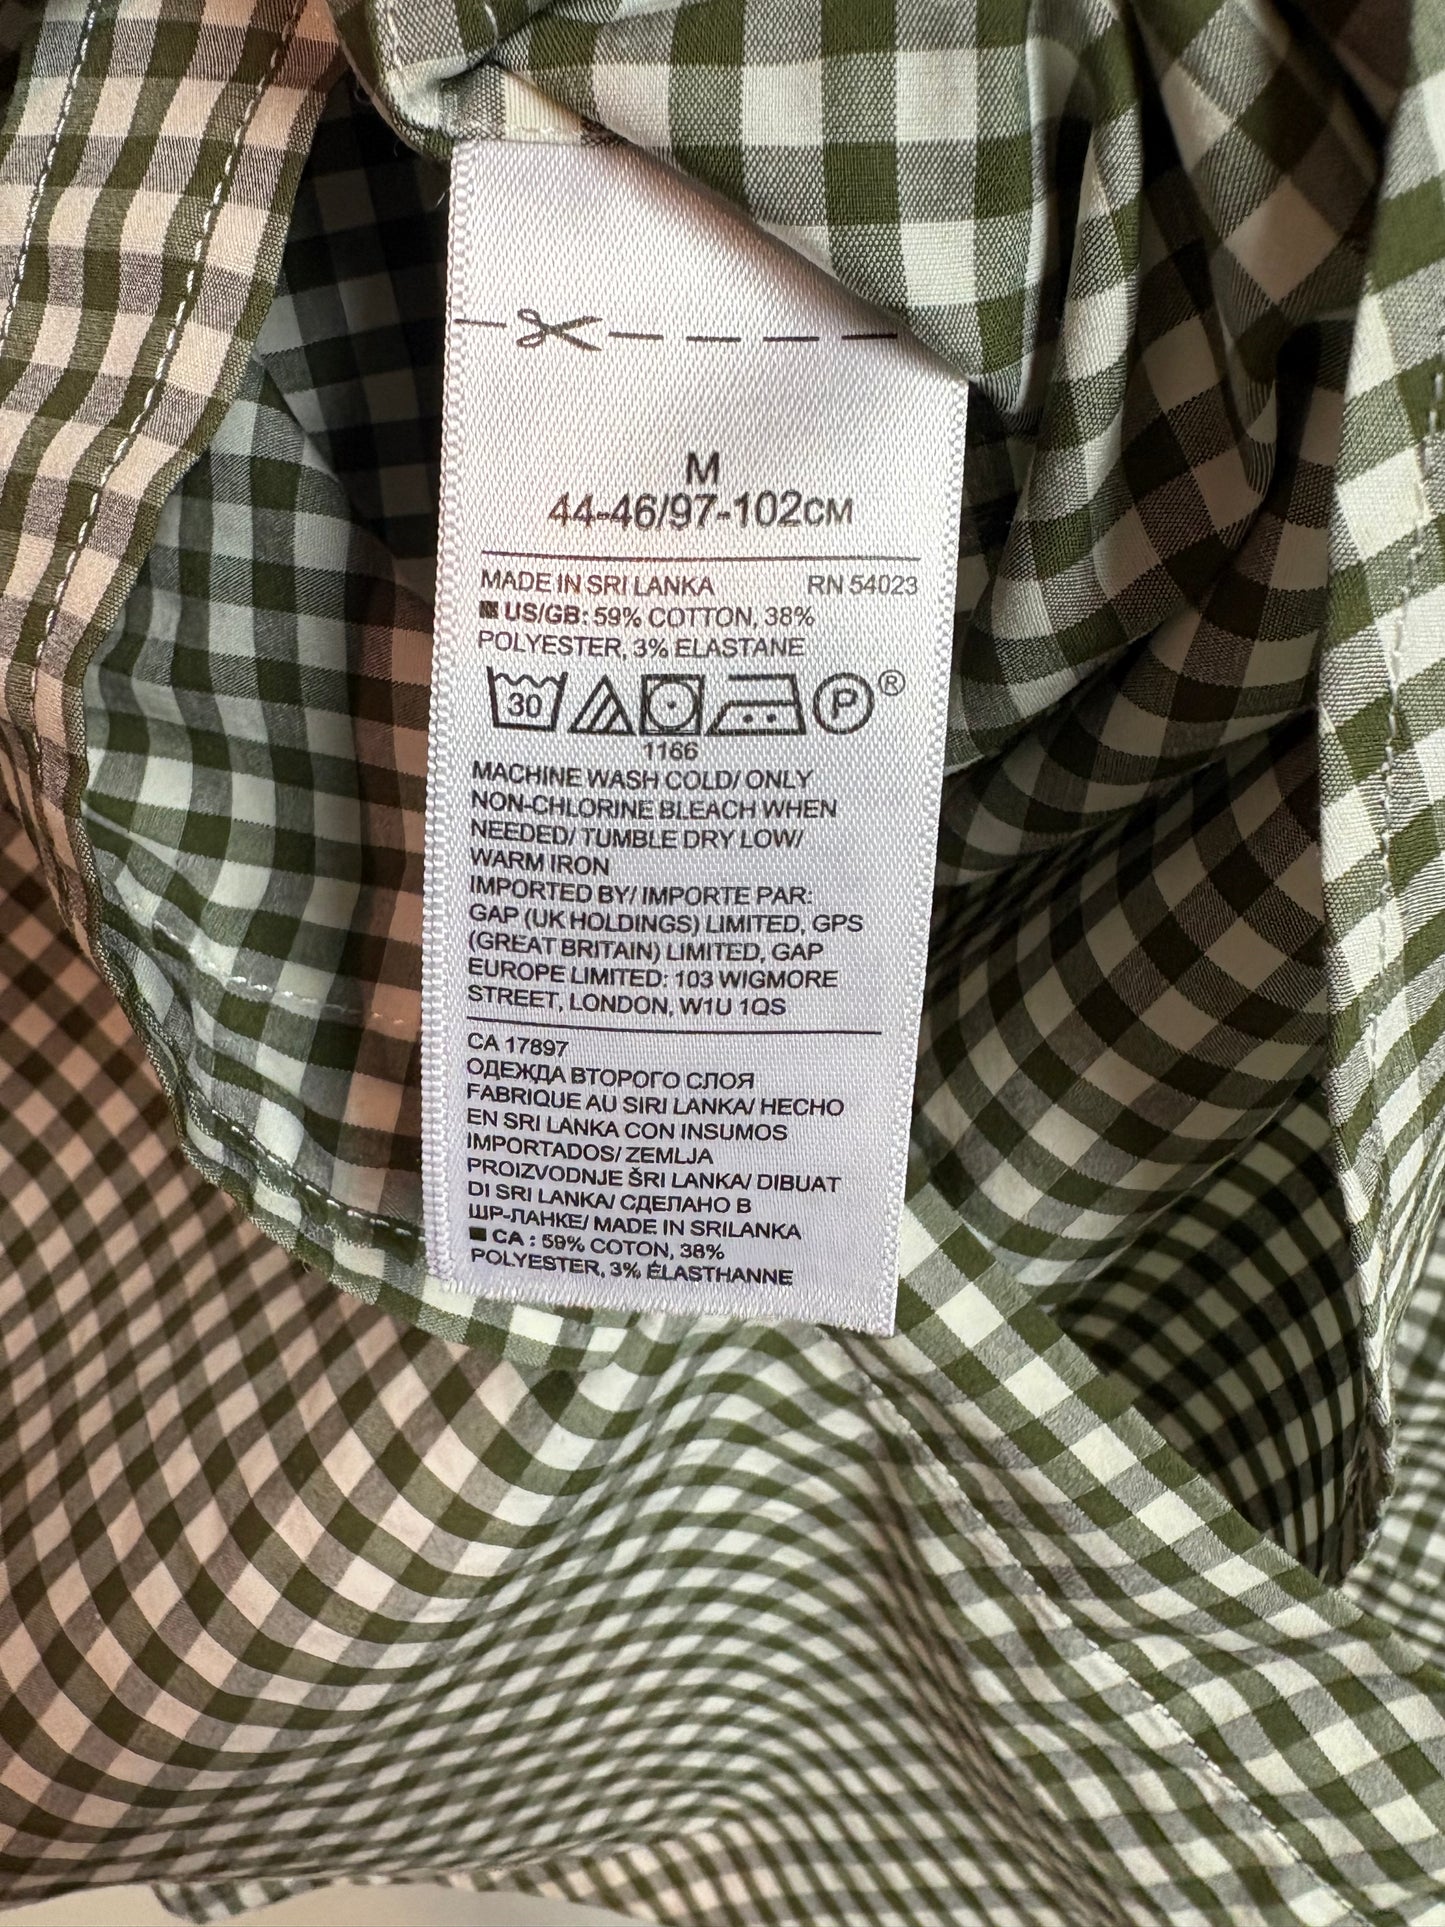 M
44-46/97-102CM
MADE IN SRI LANKA RN 54023
US/GB: 59% COTTON, 38%
POLYESTER, 3% ELASTANE
30 P ®
1166
MACHINE WASH COLD/ ONLY
NON-CHLORINE BLEACH WHEN
NEEDED/ TUMBLE DRY LOW/
WARM IRON
IMPORTED BY/ IMPORTE PAR:
GAP (UK HOLDINGS) LIMITED, GPS
(GREAT BRITAIN) LIMITED, GAP
EUROPE LIMITED: 103 WIGMORE
STREET, LONDON, W1U 1QS
CA 17897
ОДЕЖДА ВТОРОГО СЛОЯ
FABRIQUE AU SIRI LANKA/ HECHO
EN SRI LANKA CON INSUMOS
IMPORTADOS/ ZEMLJA
PROIZVODNJE ŠRI LANKA/ DIBUAT
DI SRI LANKA/ СДЕЛАНО В
ШР-ЛАНКЕ/ MADE IN SRILANKA
CA : 59% COTON, 38%
POLYESTER, 3% ÉLASTHANNE